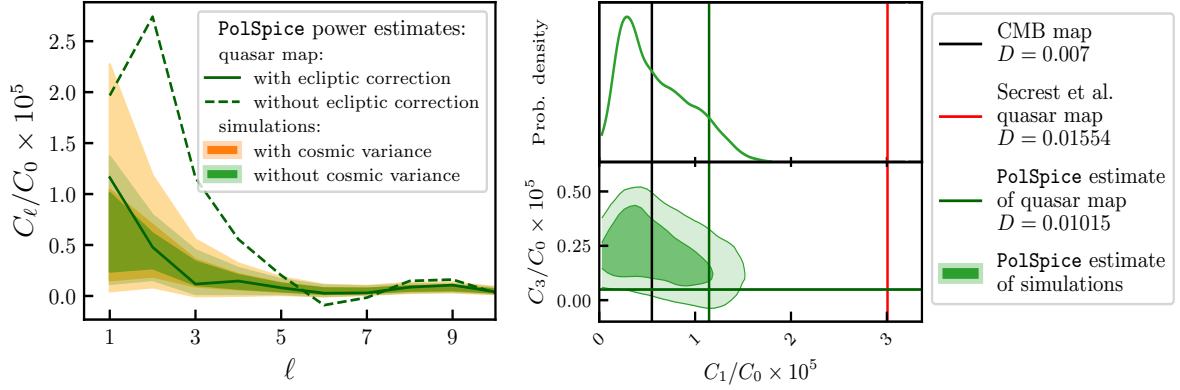 PolSpice power estimates:
quasar map:
with ecliptic correction
without ecliptic correction
simulations:
with cosmic variance
without cosmic variance
C_ℓ/C_0 × 10^5
2.5
2.0
1.5
1.0
0.5
0.0
1 3 5 7 9
ℓ
Prob. density
C_3/C_0 × 10^5
0.50
0.25
0.00
0 1 2 3
C_1/C_0 × 10^5
CMB map
D = 0.007
Secrest et al.
quasar map
D = 0.01554
PolSpice estimate
of quasar map
D = 0.01015
PolSpice estimate
of simulations